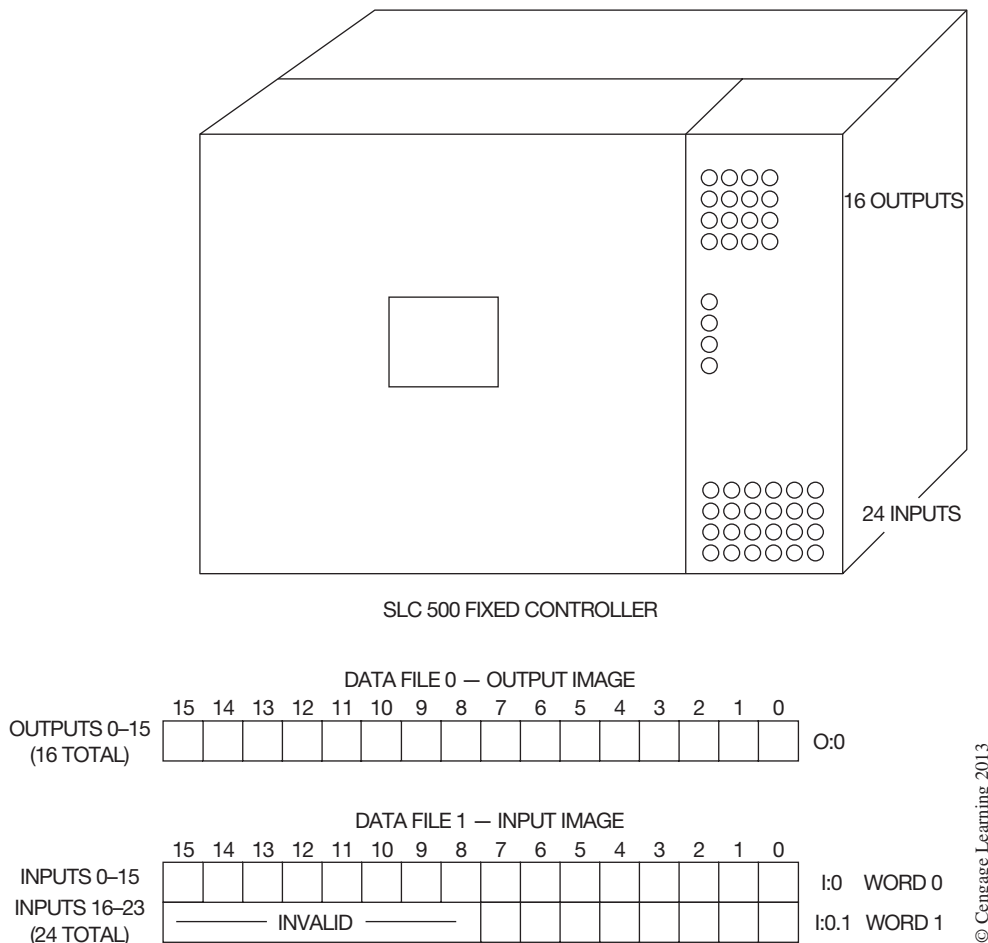 16 OUTPUTS
24 INPUTS
SLC 500 FIXED CONTROLLER
DATA FILE 0 — OUTPUT IMAGE
15 14 13 12 11 10 9 8 7 6 5 4 3 2 1 0
OUTPUTS 0–15
(16 TOTAL)
O:0
DATA FILE 1 — INPUT IMAGE
15 14 13 12 11 10 9 8 7 6 5 4 3 2 1 0
INPUTS 0–15
I:0 WORD 0
INPUTS 16–23
(24 TOTAL)
INVALID
I:0.1 WORD 1
© Cengage Learning 2013